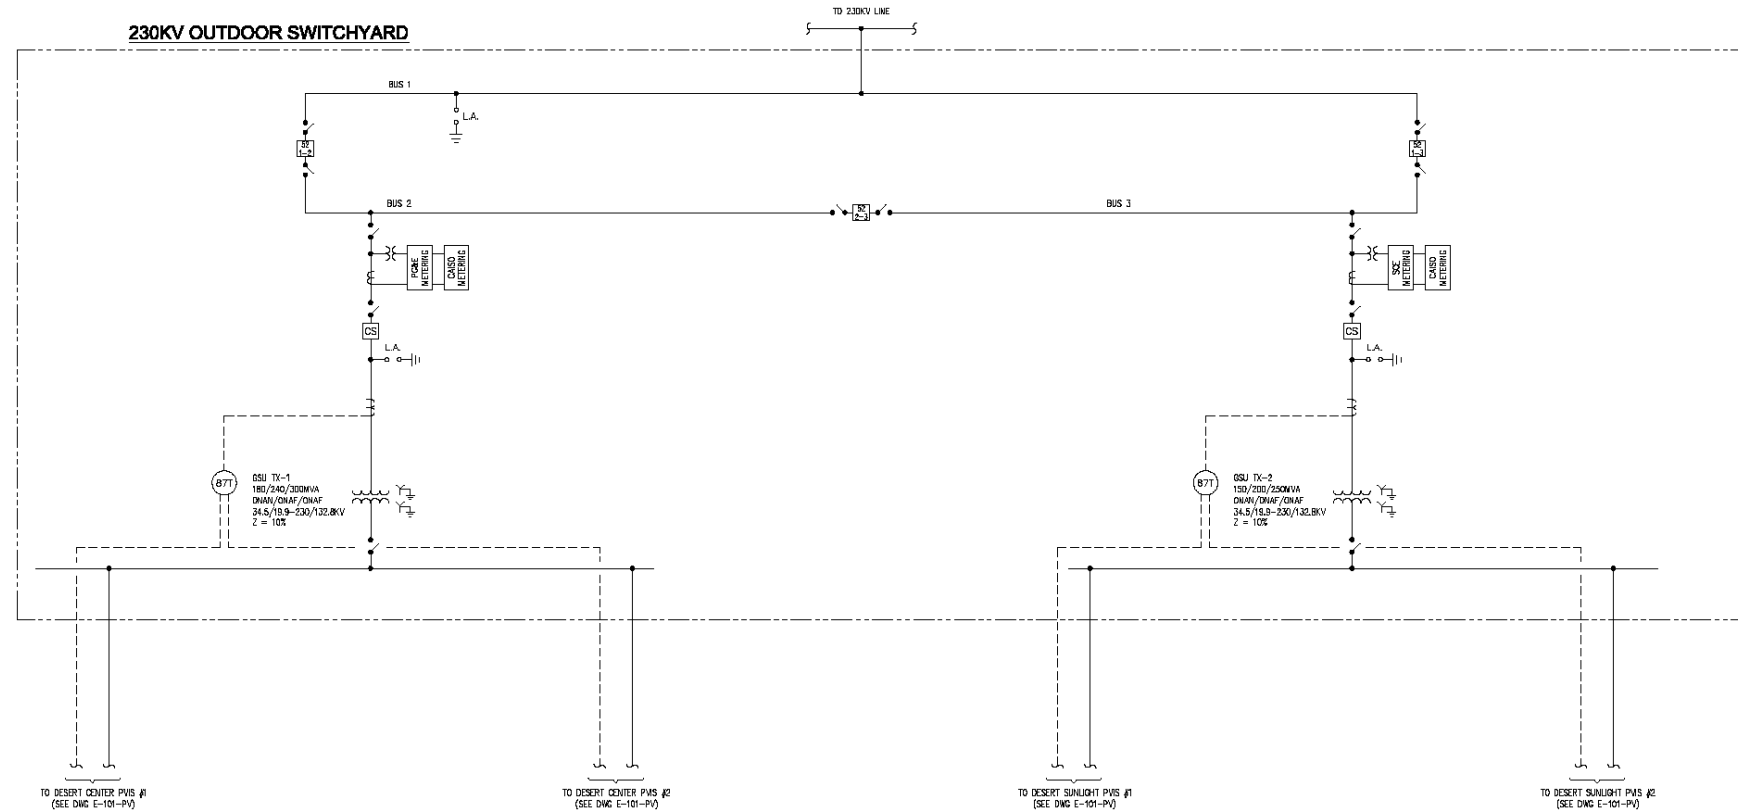 TO 230KV LINE
230KV OUTDOOR SWITCHYARD
BUS 1
L.A.
52
1-2
52
1-3
BUS 2
52
2-3
BUS 3
PG&E
METERING
CAISO
METERING
SCE
METERING
CAISO
METERING
CS
CS
L.A.
L.A.
87T
GSU TX-1
180/240/300MVA
ONAN/ONAF/ONAF
34.5/19.9-230/132.8KV
Z = 10%
87T
GSU TX-2
150/200/250MVA
ONAN/ONAF/ONAF
34.5/19.9-230/132.8KV
Z = 10%
TO DESERT CENTER PVIS #1
(SEE DWG E-101-PV)
TO DESERT CENTER PVIS #2
(SEE DWG E-101-PV)
TO DESERT SUNLIGHT PVIS #1
(SEE DWG E-101-PV)
TO DESERT SUNLIGHT PVIS #2
(SEE DWG E-101-PV)